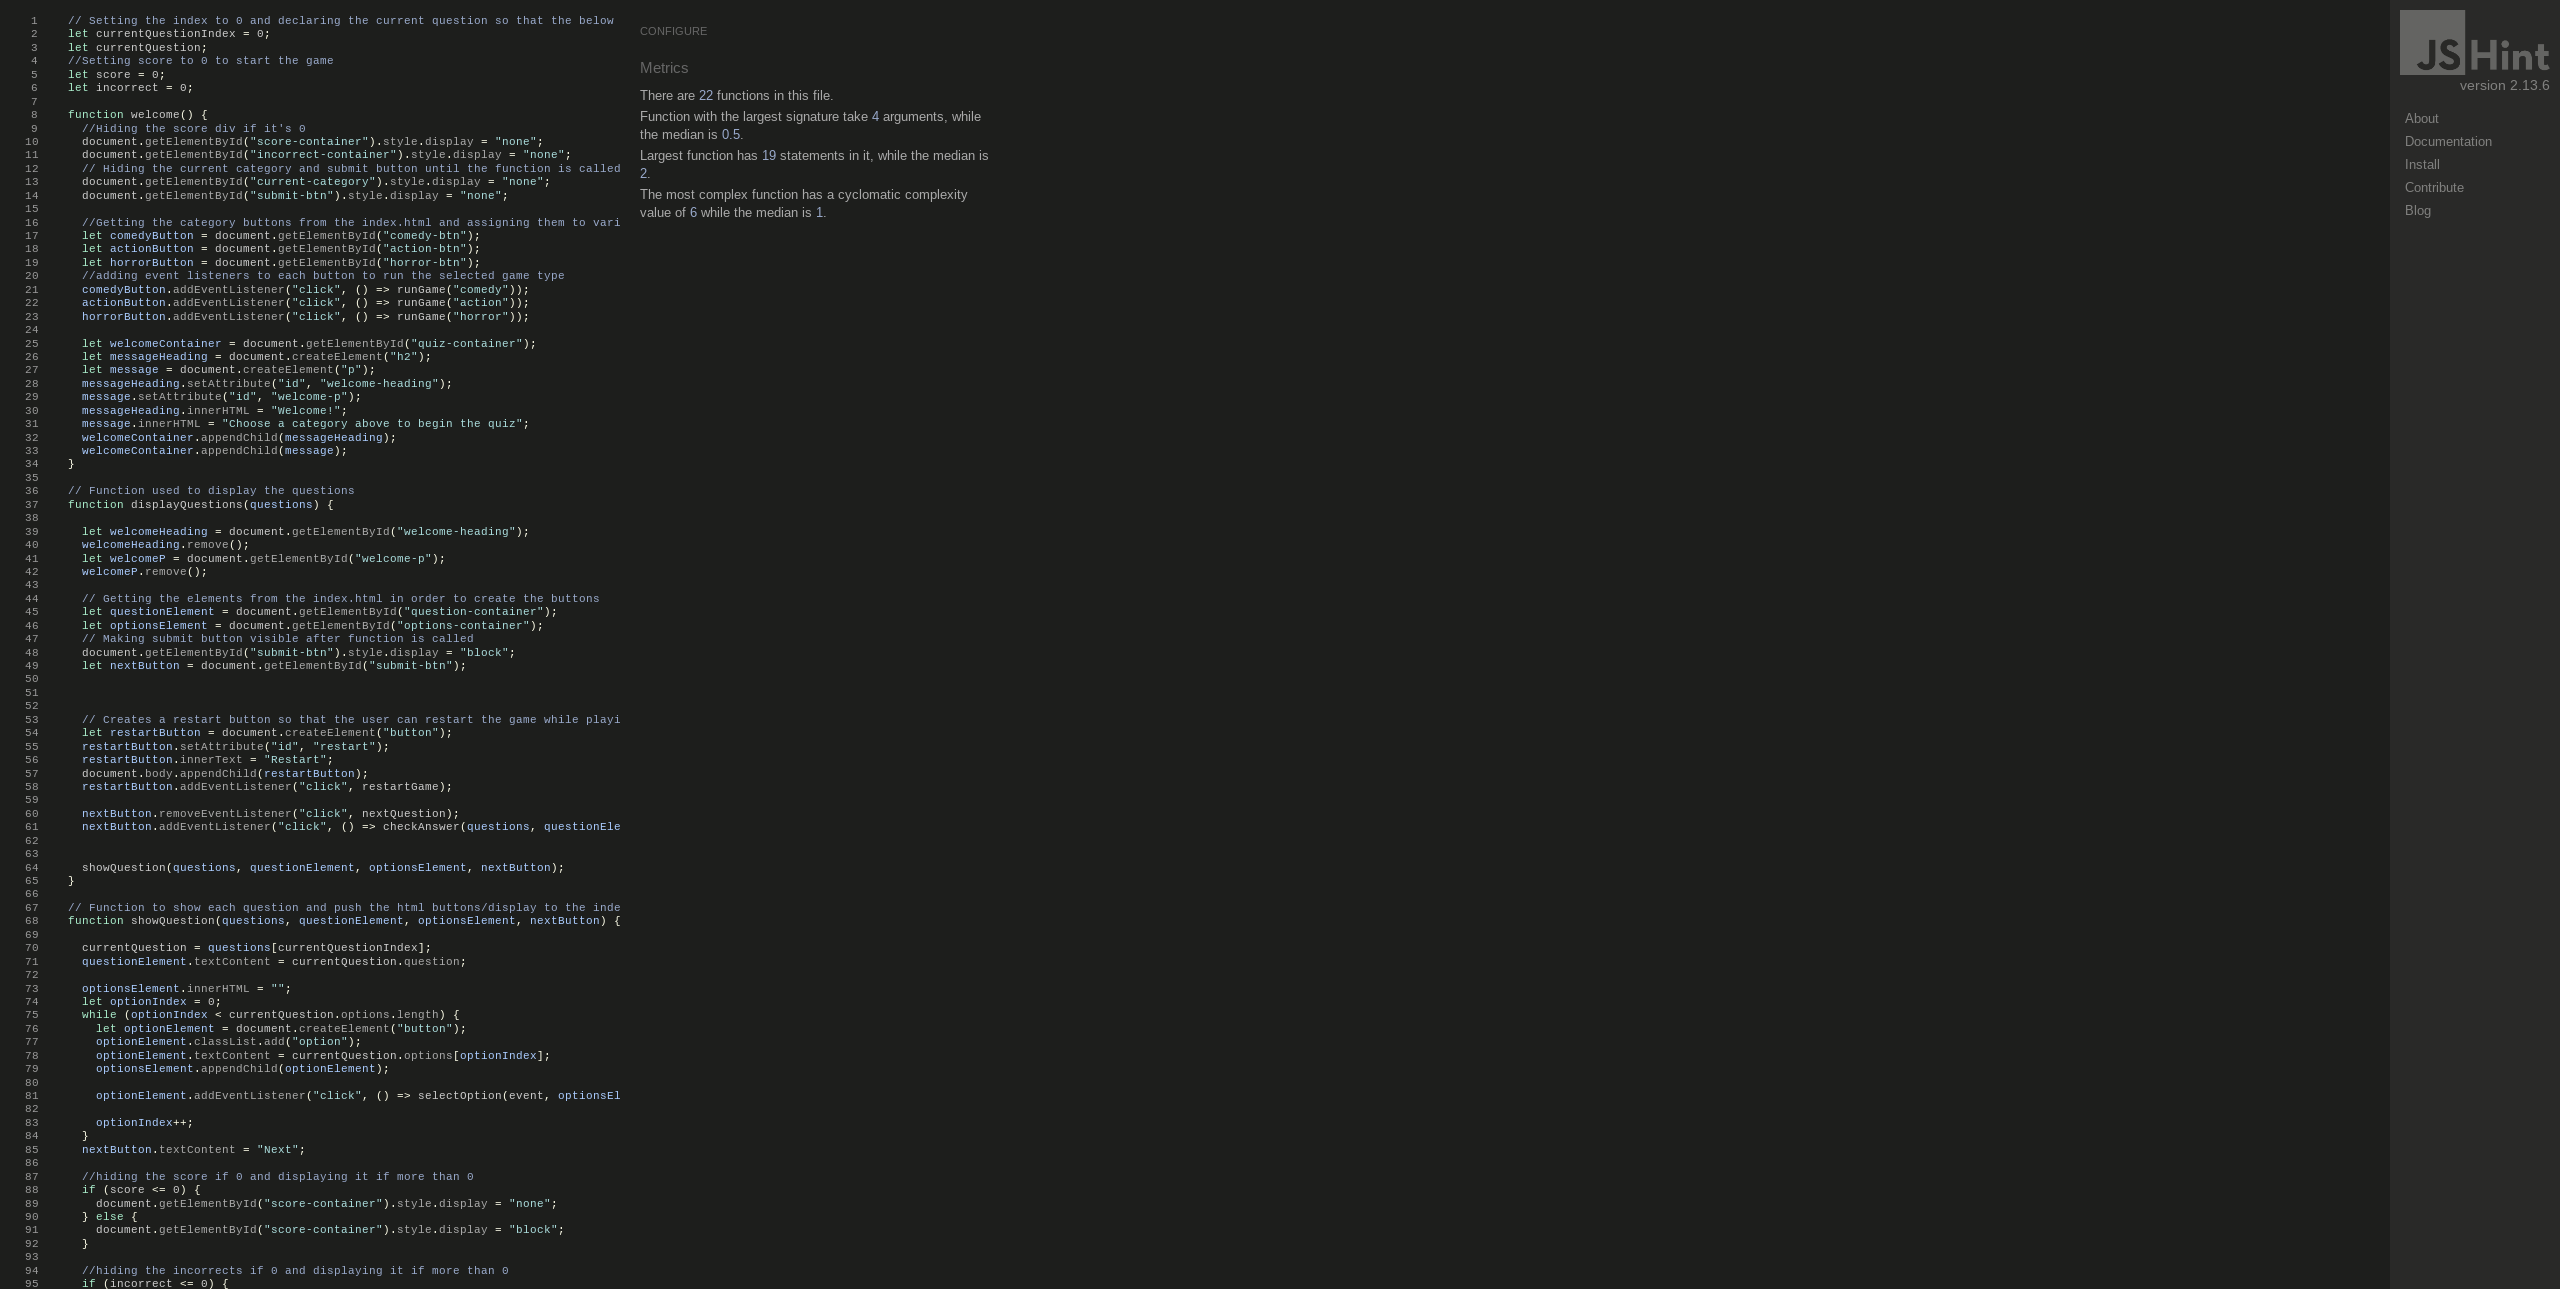 1 // Setting the index to 0 and declaring the current question so that the below
2 let currentQuestionIndex = 0;
3 let currentQuestion;
4 //Setting score to 0 to start the game
5 let score = 0;
6 let incorrect = 0;
7
8 function welcome() {
9 //Hiding the score div if it's 0
10 document.getElementById("score-container").style.display = "none";
11 document.getElementById("incorrect-container").style.display = "none";
12 // Hiding the current category and submit button until the function is called
13 document.getElementById("current-category").style.display = "none";
14 document.getElementById("submit-btn").style.display = "none";
15
16 //Getting the category buttons from the index.html and assigning them to vari
17 let comedyButton = document.getElementById("comedy-btn");
18 let actionButton = document.getElementById("action-btn");
19 let horrorButton = document.getElementById("horror-btn");
20 //adding event listeners to each button to run the selected game type
21 comedyButton.addEventListener("click", () => runGame("comedy"));
22 actionButton.addEventListener("click", () => runGame("action"));
23 horrorButton.addEventListener("click", () => runGame("horror"));
24
25 let welcomeContainer = document.getElementById("quiz-container");
26 let messageHeading = document.createElement("h2");
27 let message = document.createElement("p");
28 messageHeading.setAttribute("id", "welcome-heading");
29 message.setAttribute("id", "welcome-p");
30 messageHeading.innerHTML = "Welcome!";
31 message.innerHTML = "Choose a category above to begin the quiz";
32 welcomeContainer.appendChild(messageHeading);
33 welcomeContainer.appendChild(message);
34 }
35
36 // Function used to display the questions
37 function displayQuestions(questions) {
38
39 let welcomeHeading = document.getElementById("welcome-heading");
40 welcomeHeading.remove();
41 let welcomeP = document.getElementById("welcome-p");
42 welcomeP.remove();
43
44 // Getting the elements from the index.html in order to create the buttons
45 let questionElement = document.getElementById("question-container");
46 let optionsElement = document.getElementById("options-container");
47 // Making submit button visible after function is called
48 document.getElementById("submit-btn").style.display = "block";
49 let nextButton = document.getElementById("submit-btn");
50
51
52
53 // Creates a restart button so that the user can restart the game while playi
54 let restartButton = document.createElement("button");
55 restartButton.setAttribute("id", "restart");
56 restartButton.innerText = "Restart";
57 document.body.appendChild(restartButton);
58 restartButton.addEventListener("click", restartGame);
59
60 nextButton.removeEventListener("click", nextQuestion);
61 nextButton.addEventListener("click", () => checkAnswer(questions, questionEle
62
63
64 showQuestion(questions, questionElement, optionsElement, nextButton);
65 }
66
67 // Function to show each question and push the html buttons/display to the inde
68 function showQuestion(questions, questionElement, optionsElement, nextButton) {
69
70 currentQuestion = questions[currentQuestionIndex];
71 questionElement.textContent = currentQuestion.question;
72
73 optionsElement.innerHTML = "";
74 let optionIndex = 0;
75 while (optionIndex < currentQuestion.options.length) {
76 let optionElement = document.createElement("button");
77 optionElement.classList.add("option");
78 optionElement.textContent = currentQuestion.options[optionIndex];
79 optionsElement.appendChild(optionElement);
80
81 optionElement.addEventListener("click", () => selectOption(event, optionsEl
82
83 optionIndex++;
84 }
85 nextButton.textContent = "Next";
86
87 //hiding the score if 0 and displaying it if more than 0
88 if (score <= 0) {
89 document.getElementById("score-container").style.display = "none";
90 } else {
91 document.getElementById("score-container").style.display = "block";
92 }
93
94 //hiding the incorrects if 0 and displaying it if more than 0
95 if (incorrect <= 0) {
CONFIGURE
Metrics
There are 22 functions in this file.
Function with the largest signature take 4 arguments, while
the median is 0.5.
Largest function has 19 statements in it, while the median is
2.
The most complex function has a cyclomatic complexity
value of 6 while the median is 1.
JSHint
version 2.13.6
About
Documentation
Install
Contribute
Blog